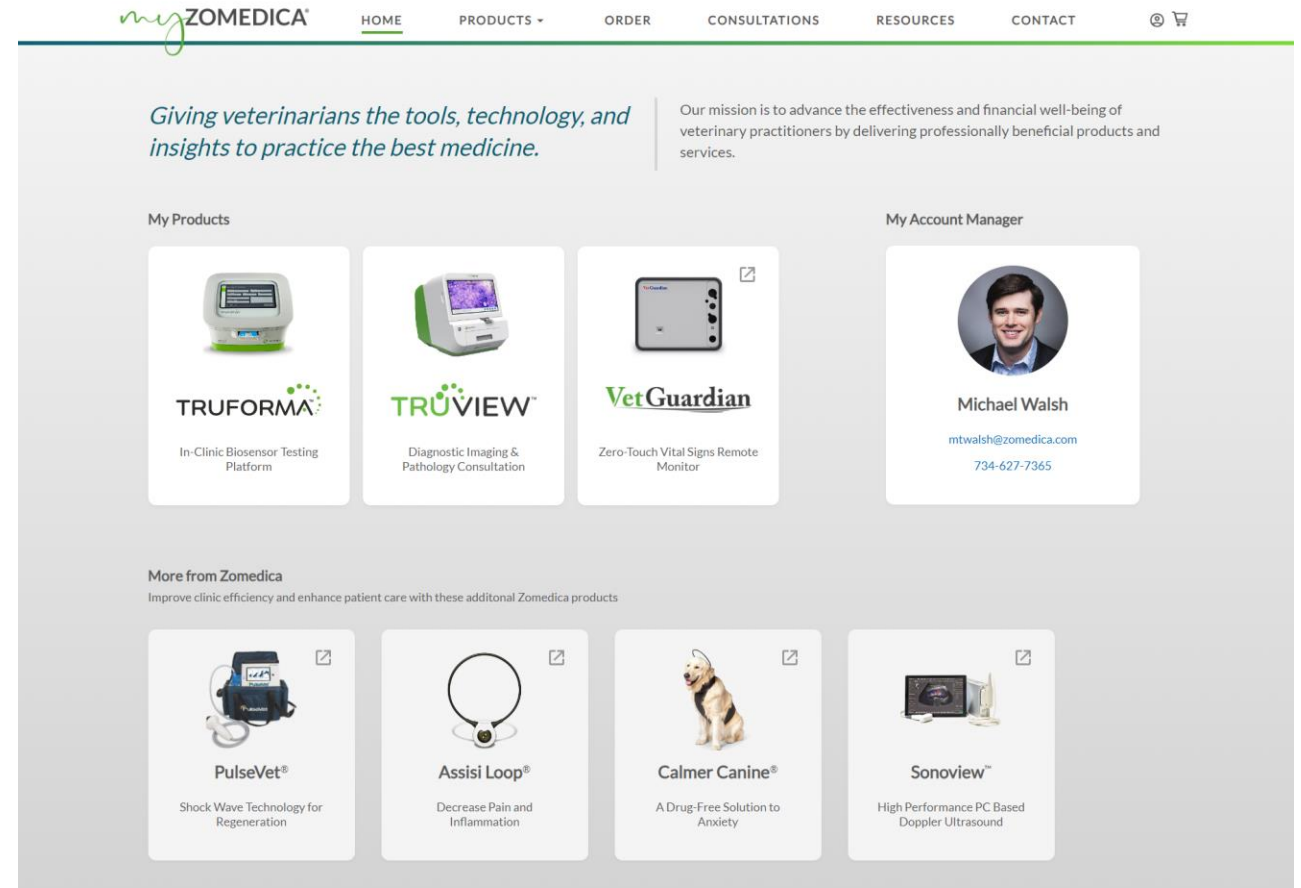 myZOMEDICA®
HOME
PRODUCTS
ORDER
CONSULTATIONS
RESOURCES
CONTACT
Giving veterinarians the tools, technology, and
insights to practice the best medicine.
Our mission is to advance the effectiveness and financial well-being of
veterinary practitioners by delivering professionally beneficial products and
services.
My Products
My Account Manager
TRUFORMA™
In-Clinic Biosensor Testing
Platform
TRUVIEW™
Diagnostic Imaging &
Pathology Consultation
VetGuardian
VetGuardian
Zero-Touch Vital Signs Remote
Monitor
Michael Walsh
mtwalsh@zomedica.com
734-627-7365
More from Zomedica
Improve clinic efficiency and enhance patient care with these additonal Zomedica products
PulseVet®
Shock Wave Technology for
Regeneration
Assisi Loop®
Decrease Pain and
Inflammation
Calmer Canine®
A Drug-Free Solution to
Anxiety
Sonoview™
High Performance PC Based
Doppler Ultrasound